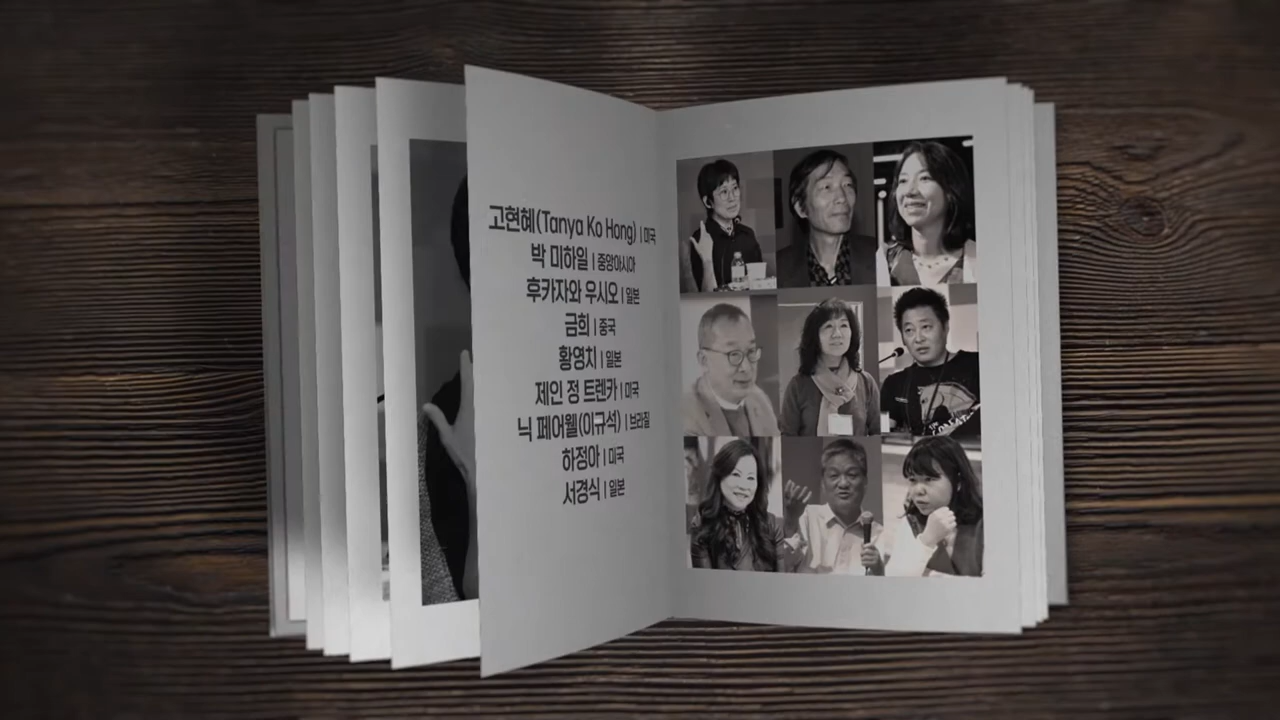 고현혜(Tanya Ko Hong) | 미국
박 미하일 | 중앙아시아
후카자와 우시오 | 일본
금희 | 중국
황영치 | 일본
제인 정 트렌카 | 미국
닉 페어웰(이규석) | 브라질
하정아 | 미국
서경식 | 일본